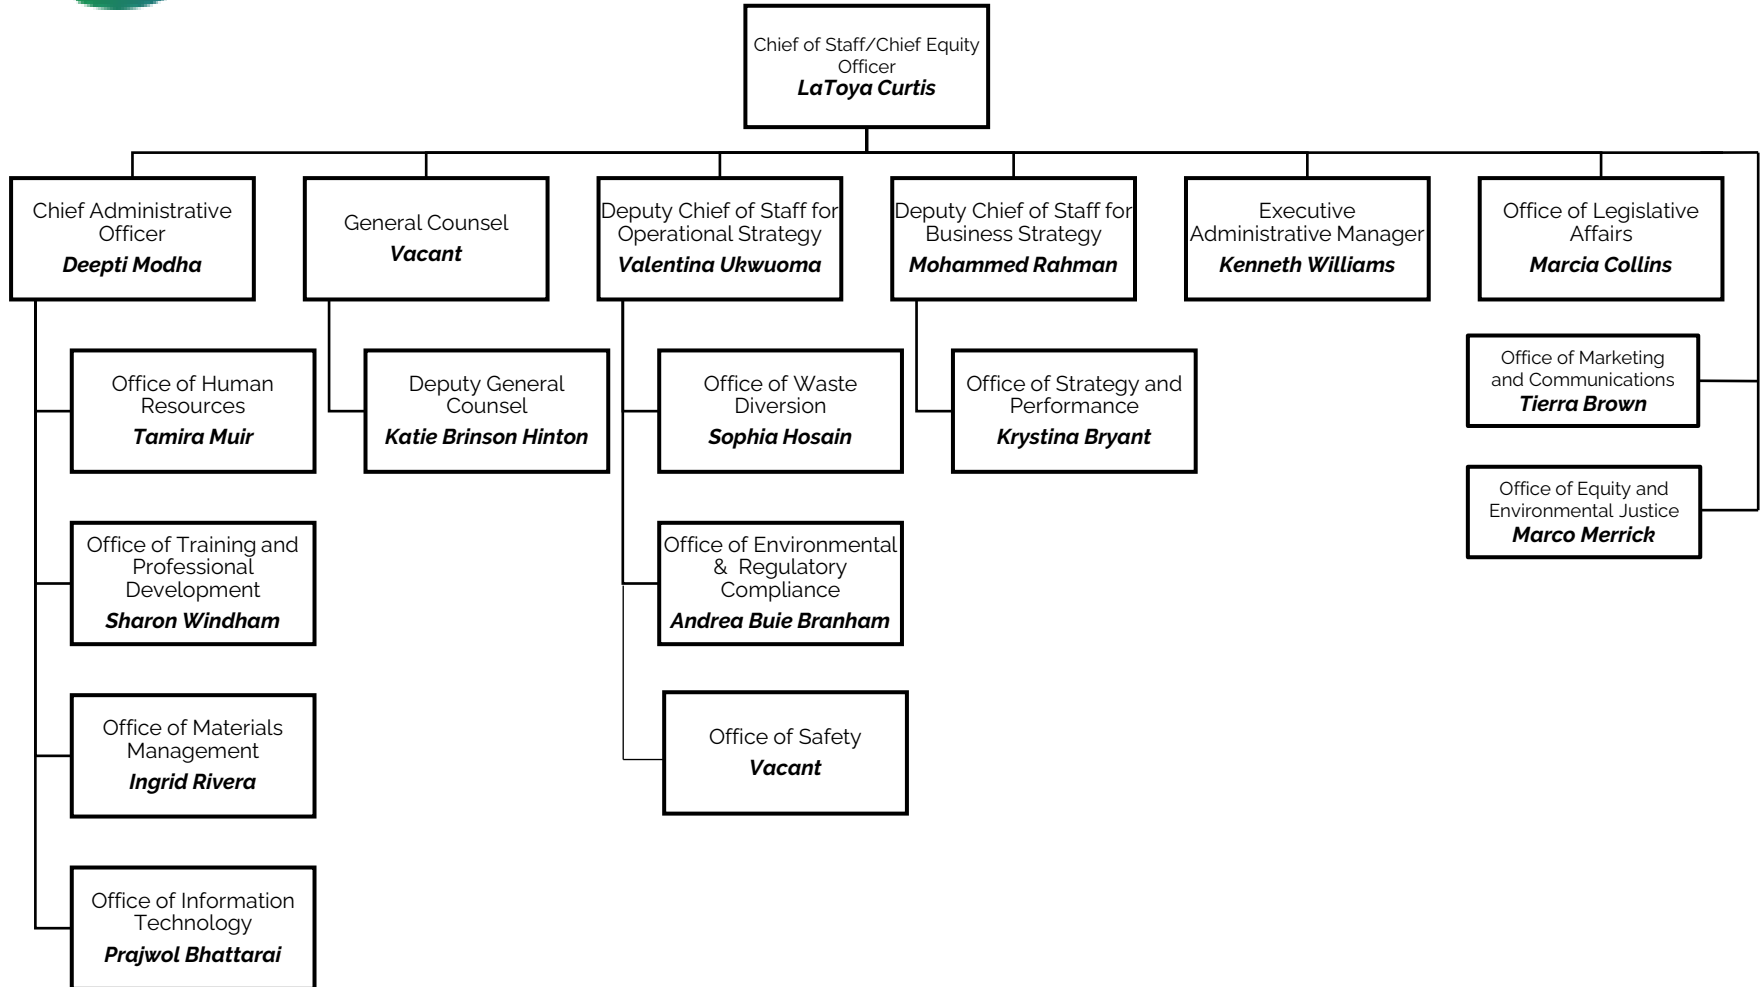 Chief of Staff/Chief Equity
Officer
LaToya Curtis
Chief Administrative
Officer
Deepti Modha
General Counsel
Vacant
Deputy Chief of Staff for
Operational Strategy
Valentina Ukwuoma
Deputy Chief of Staff for
Business Strategy
Mohammed Rahman
Executive
Administrative Manager
Kenneth Williams
Office of Legislative
Affairs
Marcia Collins
Office of Human
Resources
Tamira Muir
Deputy General
Counsel
Katie Brinson Hinton
Office of Waste
Diversion
Sophia Hosain
Office of Strategy and
Performance
Krystina Bryant
Office of Marketing
and Communications
Tierra Brown
Office of Equity and
Environmental Justice
Marco Merrick
Office of Training and
Professional
Development
Sharon Windham
Office of Environmental
&  Regulatory
Compliance
Andrea Buie Branham
Office of Materials
Management
Ingrid Rivera
Office of Safety
Vacant
Office of Information
Technology
Prajwol Bhattarai